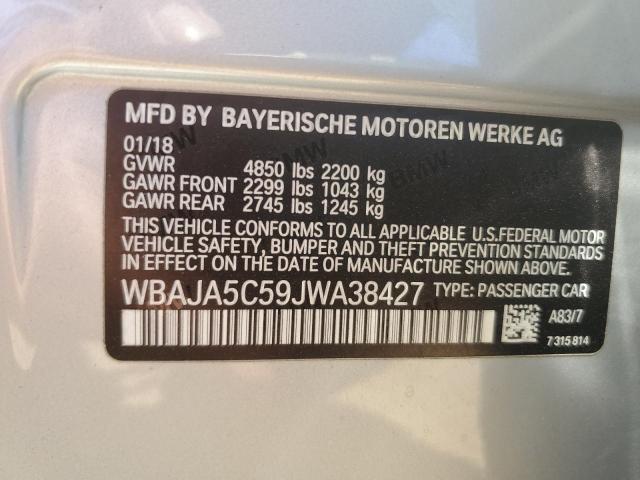 MFD BY BAYERISCHE MOTOREN WERKE AG
01/18
GVWR 4850 lbs 2200 kg
GAWR FRONT 2299 lbs 1043 kg
GAWR REAR 2745 lbs 1245 kg
THIS VEHICLE CONFORMS TO ALL APPLICABLE U.S.FEDERAL MOTOR
VEHICLE SAFETY, BUMPER AND THEFT PREVENTION STANDARDS
IN EFFECT ON THE DATE OF MANUFACTURE SHOWN ABOVE.
WBAJA5C59JWA38427 TYPE: PASSENGER CAR
A83/7
7 315 814